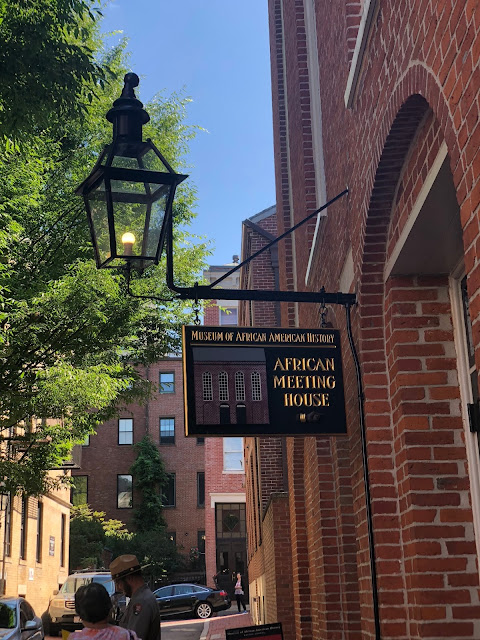 MUSEUM OF AFRICAN AMERICAN HISTORY
AFRICAN
MEETING
HOUSE